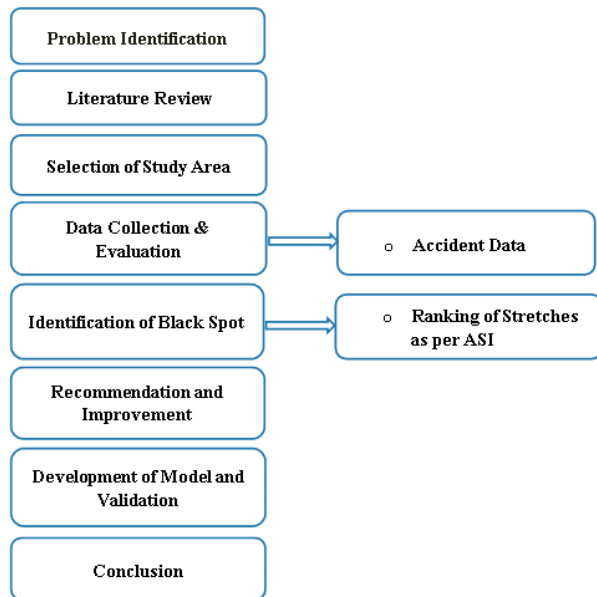 Problem Identification
Literature Review
Selection of Study Area
Data Collection &
Evaluation
Accident Data
Identification of Black Spot
Ranking of Stretches
as per ASI
Recommendation and
Improvement
Development of Model and
Validation
Conclusion